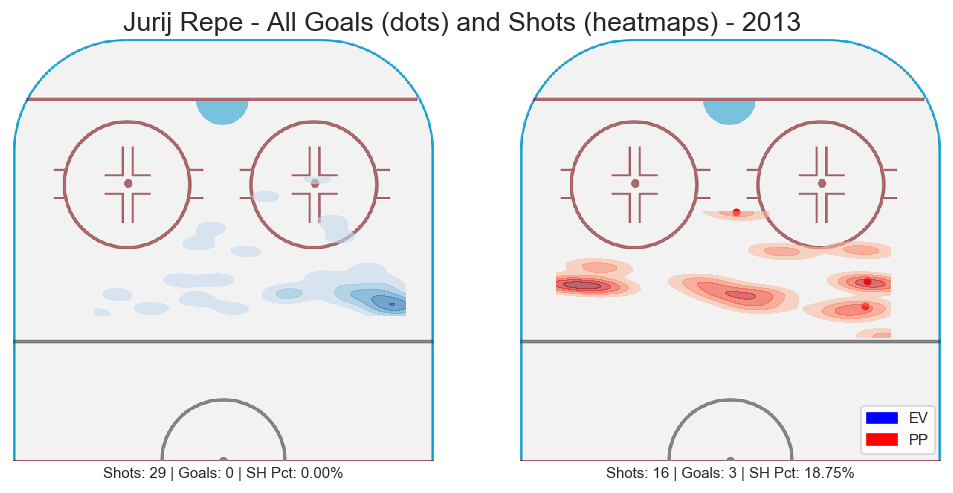 Jurij Repe - All Goals (dots) and Shots (heatmaps) - 2013
EV
PP
Shots: 29 | Goals: 0 | SH Pct: 0.00%
Shots: 16 | Goals: 3 | SH Pct: 18.75%